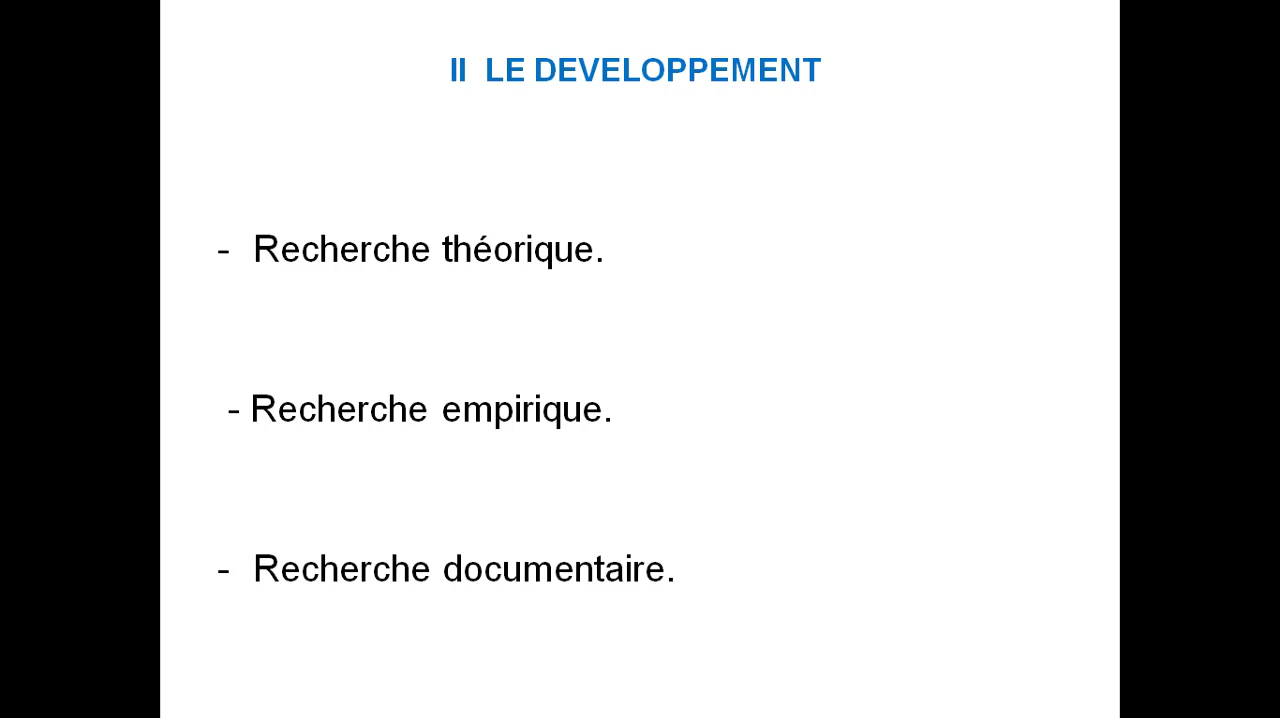 II LE DEVELOPPEMENT
- Recherche théorique.
- Recherche empirique.
- Recherche documentaire.